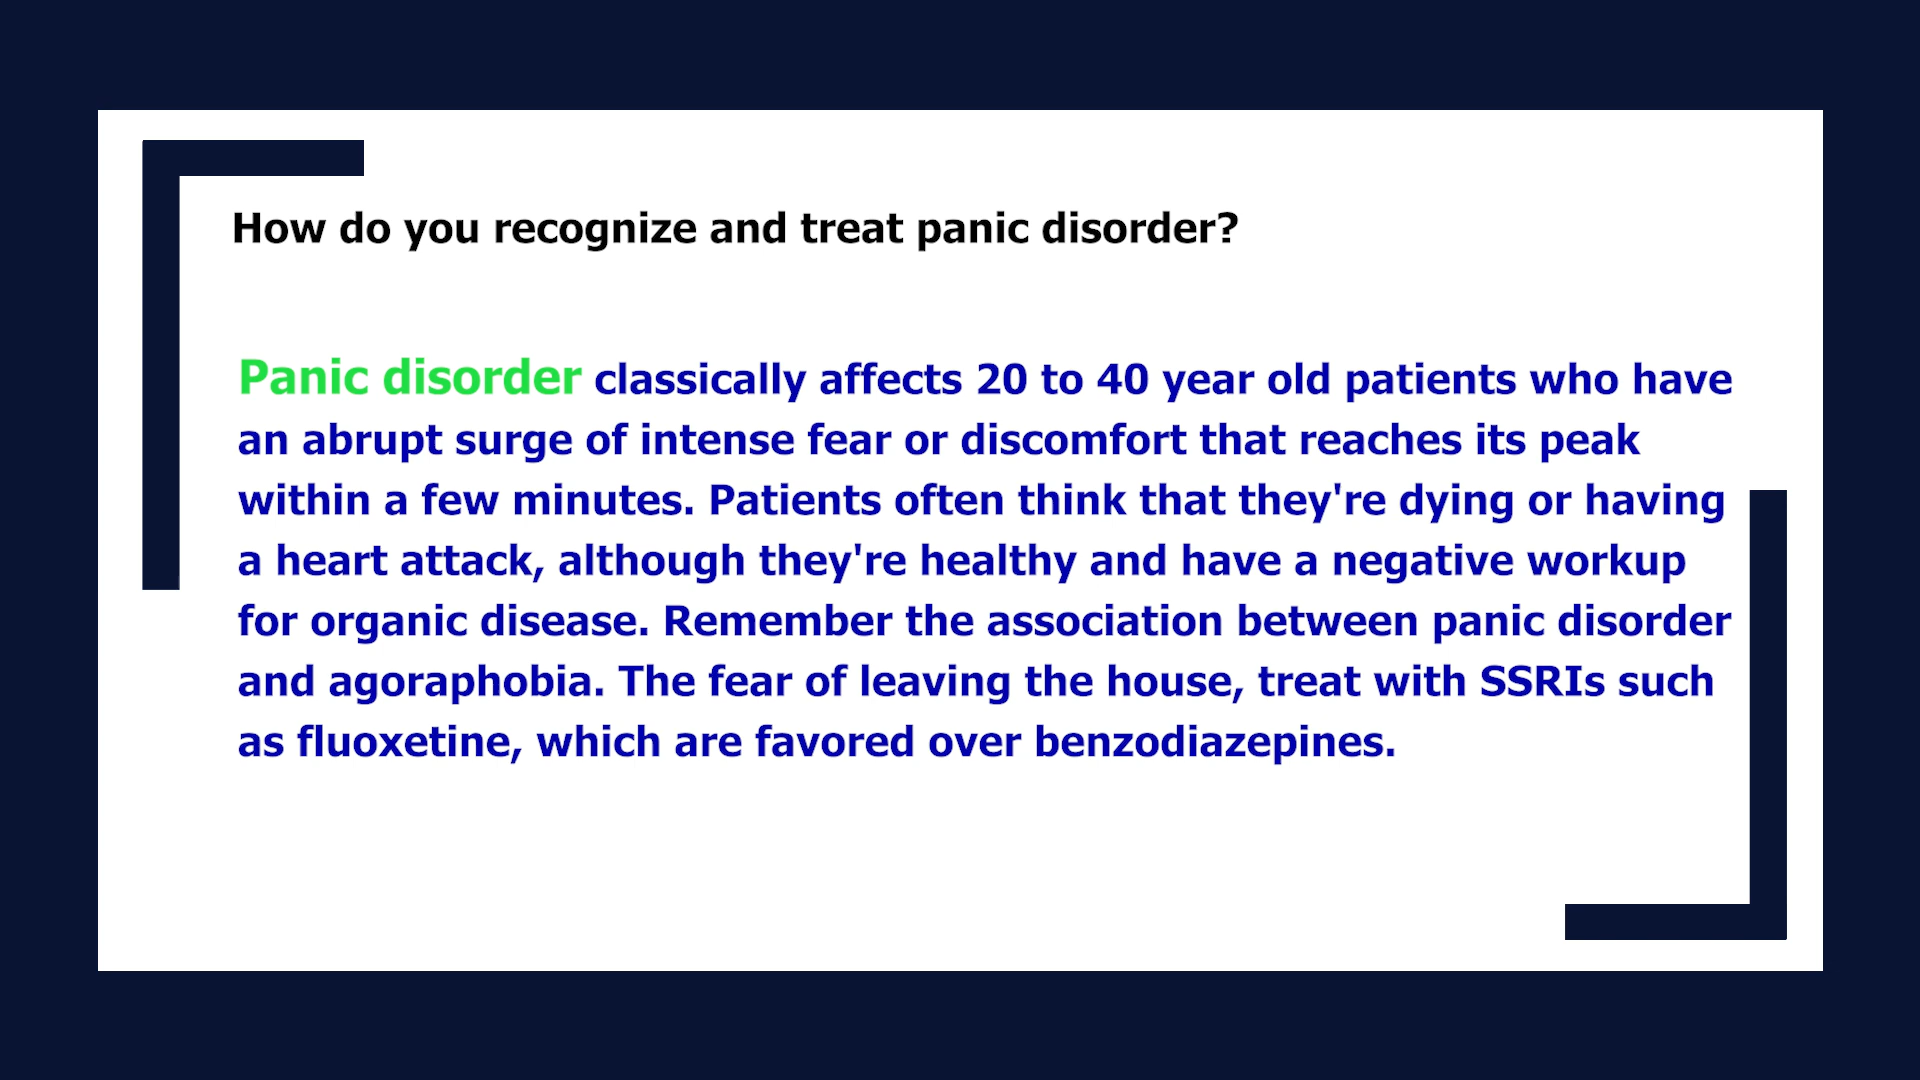 How do you recognize and treat panic disorder?
Panic disorder classically affects 20 to 40 year old patients who have
an abrupt surge of intense fear or discomfort that reaches its peak
within a few minutes. Patients often think that they're dying or having
a heart attack, although they're healthy and have a negative workup
for organic disease. Remember the association between panic disorder
and agoraphobia. The fear of leaving the house, treat with SSRIs such
as fluoxetine, which are favored over benzodiazepines.